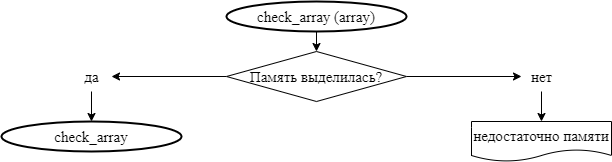 check_array (array)
Память выделилась?
да
нет
check_array
недостаточно памяти